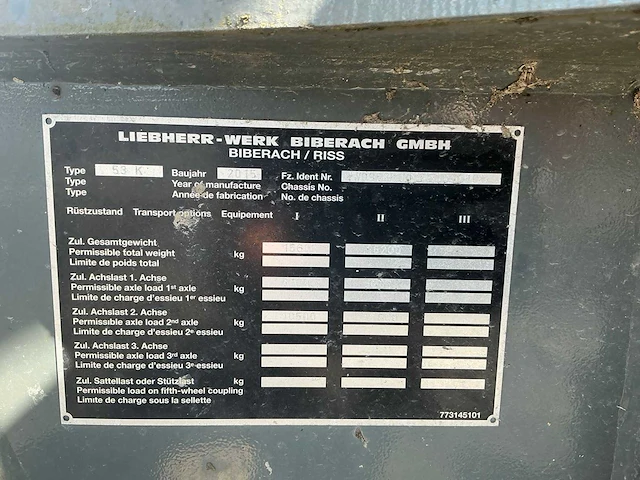 LIEBHERR-WERK BIBERACH GMBH
BIBERACH / RISS
Type 53 K Baujahr 2015 Fz. Ident Nr.
Type Year of manufacture Chassis No.
Type Année de fabrication No. de chassis
Rüstzustand Transport options Equipement I II III
Zul. Gesamtgewicht
Permissible total weight kg
Limite de poids total
Zul. Achslast 1. Achse
Permissible axle load 1st axle kg
Limite de charge d'essieu 1er essieu
Zul. Achslast 2. Achse
Permissible axle load 2nd axle kg
Limite de charge d'essieu 2e essieu
Zul. Achslast 3. Achse
Permissible axle load 3rd axle kg
Limite de charge d'essieu 3e essieu
Zul. Sattellast oder Stützlast kg
Permissible load on fifth-wheel coupling
Limite de charge sous la sellette
773145101